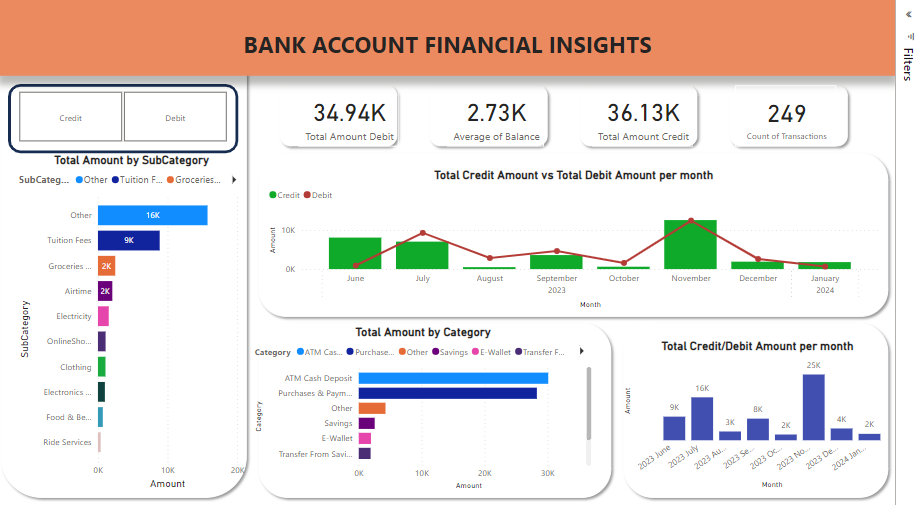 BANK ACCOUNT FINANCIAL INSIGHTS
Filters
Credit
Debit
34.94K
Total Amount Debit
2.73K
Average of Balance
36.13K
Total Amount Credit
249
Count of Transactions
Total Amount by SubCategory
SubCateg... Other Tuition F... Groceries...
SubCategory
Other 16K
Tuition Fees 9K
Groceries ... 2K
Airtime 2K
Electricity
OnlineSho...
Clothing
Electronics ...
Food & Be...
Ride Services
0K 10K 20K
Amount
Total Credit Amount vs Total Debit Amount per month
Credit Debit
Amount
10K
0K
June July August September October November December January
2023 2024
Month
Total Amount by Category
Category ATM Cas... Purchase... Other Savings E-Wallet Transfer F...
Category
ATM Cash Deposit
Purchases & Paym...
Other
Savings
E-Wallet
Transfer From Savi...
0K 10K 20K 30K
Amount
Total Credit/Debit Amount per month
Amount
9K 16K 3K 8K 2K 25K 4K 2K
2023 June 2023 July 2023 Au... 2023 Se... 2023 Oc... 2023 No... 2023 De... 2024 Jan...
Month